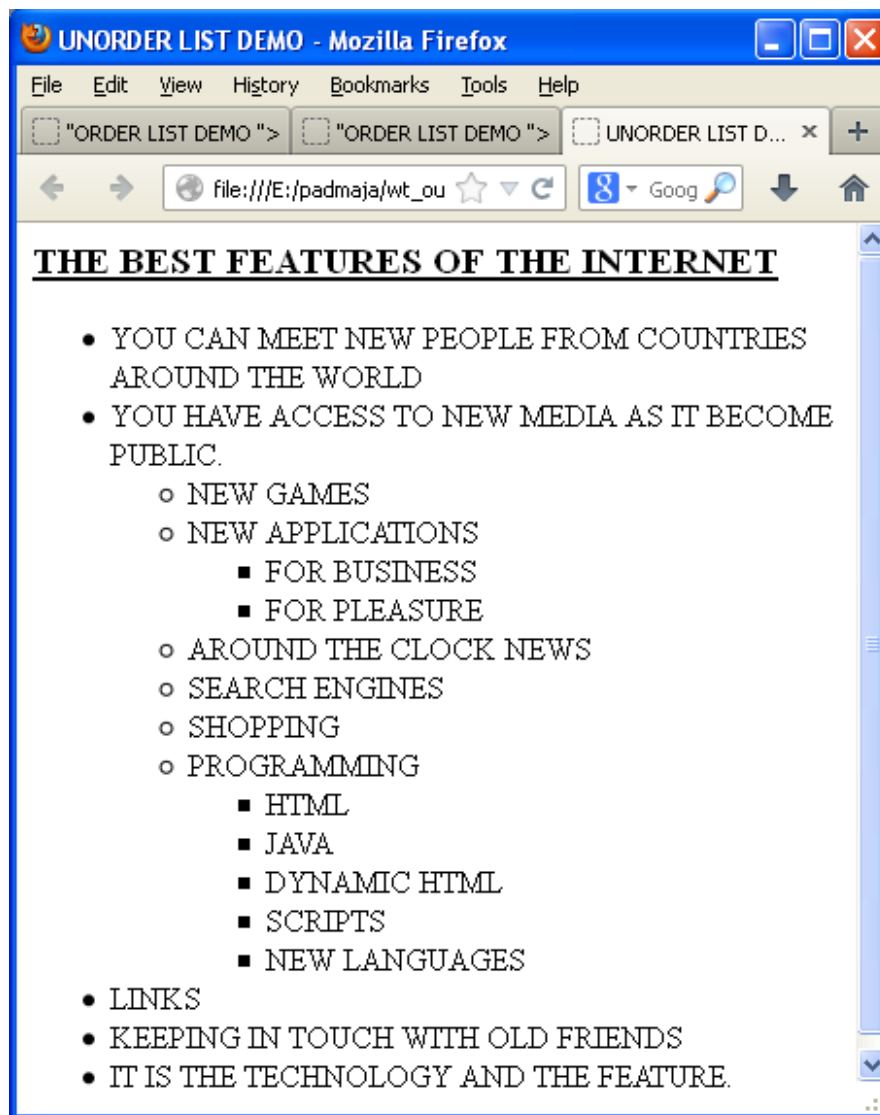 UNORDER LIST DEMO - Mozilla Firefox
File Edit View History Bookmarks Tools Help
"ORDER LIST DEMO "> "ORDER LIST DEMO "> UNORDER LIST D...
file:///E:/padmaja/wt_ou Goog
THE BEST FEATURES OF THE INTERNET
YOU CAN MEET NEW PEOPLE FROM COUNTRIES
AROUND THE WORLD
YOU HAVE ACCESS TO NEW MEDIA AS IT BECOME
PUBLIC.
NEW GAMES
NEW APPLICATIONS
FOR BUSINESS
FOR PLEASURE
AROUND THE CLOCK NEWS
SEARCH ENGINES
SHOPPING
PROGRAMMING
HTML
JAVA
DYNAMIC HTML
SCRIPTS
NEW LANGUAGES
LINKS
KEEPING IN TOUCH WITH OLD FRIENDS
IT IS THE TECHNOLOGY AND THE FEATURE.